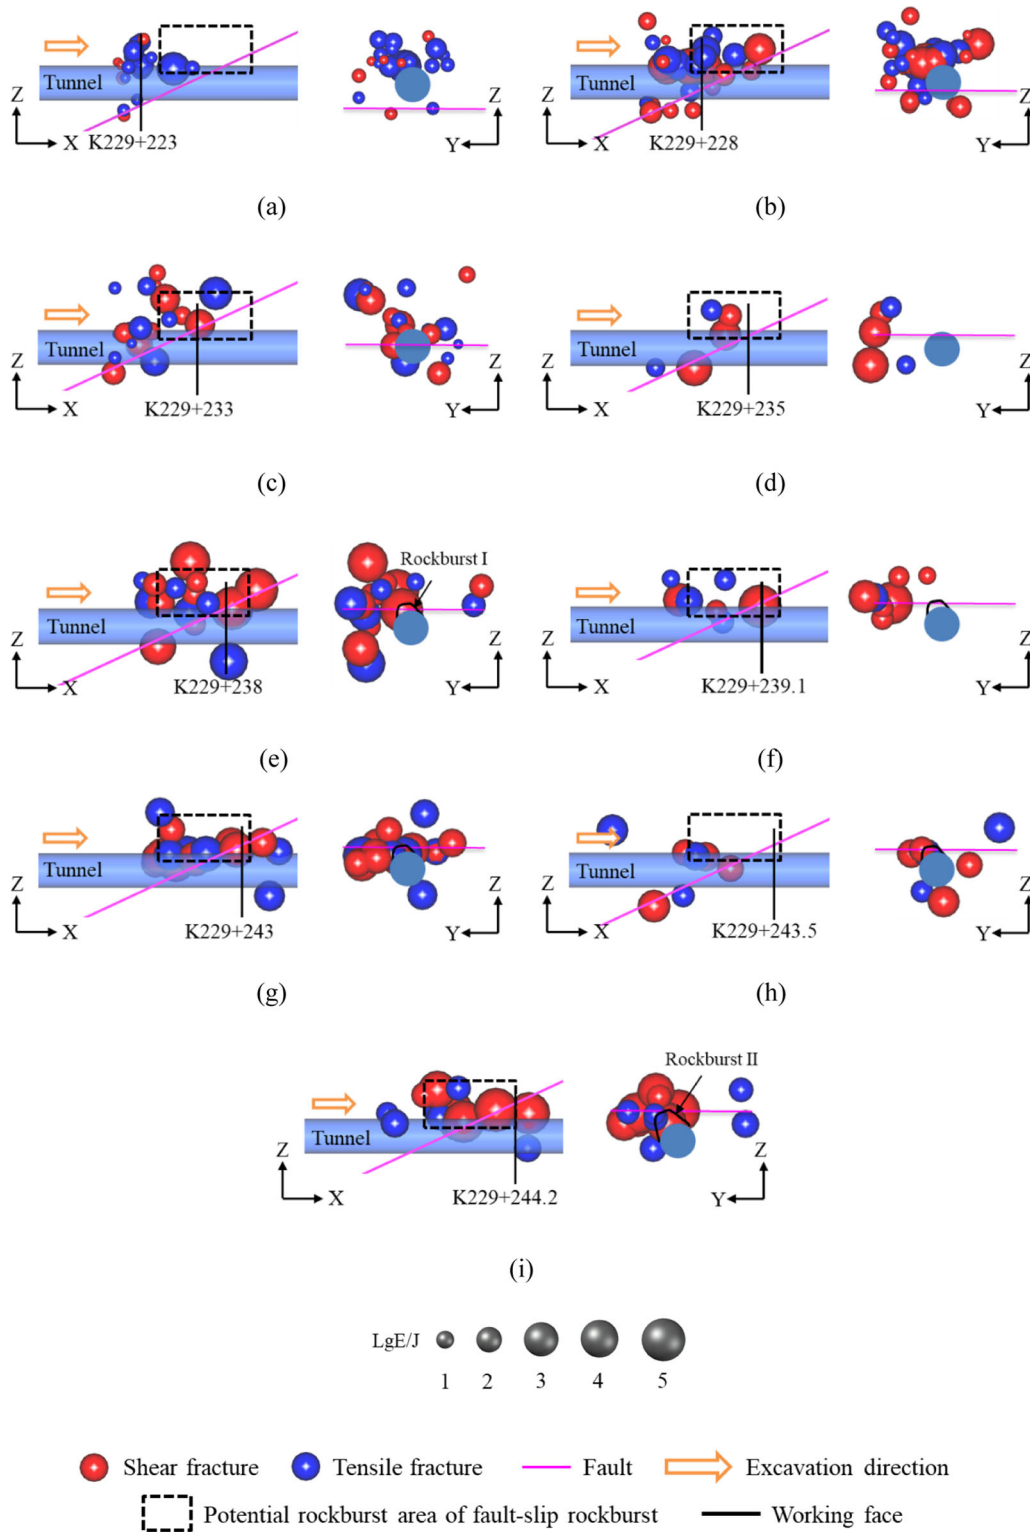 Tunnel
Z
X
K229+223
Z
Y
(a)
Tunnel
Z
X
K229+228
Z
Y
(b)
Tunnel
Z
X
K229+233
Z
Y
(c)
Tunnel
Z
X
K229+235
Z
Y
(d)
Tunnel
Z
X
K229+238
Rockburst I
Z
Y
(e)
Tunnel
Z
X
K229+239.1
Z
Y
(f)
Tunnel
Z
X
K229+243
Z
Y
(g)
Tunnel
Z
X
K229+243.5
Z
Y
(h)
Tunnel
Z
X
K229+244.2
Rockburst II
Z
Y
(i)
LgE/J
1 2 3 4 5
Shear fracture Tensile fracture Fault Excavation direction
Potential rockburst area of fault-slip rockburst Working face